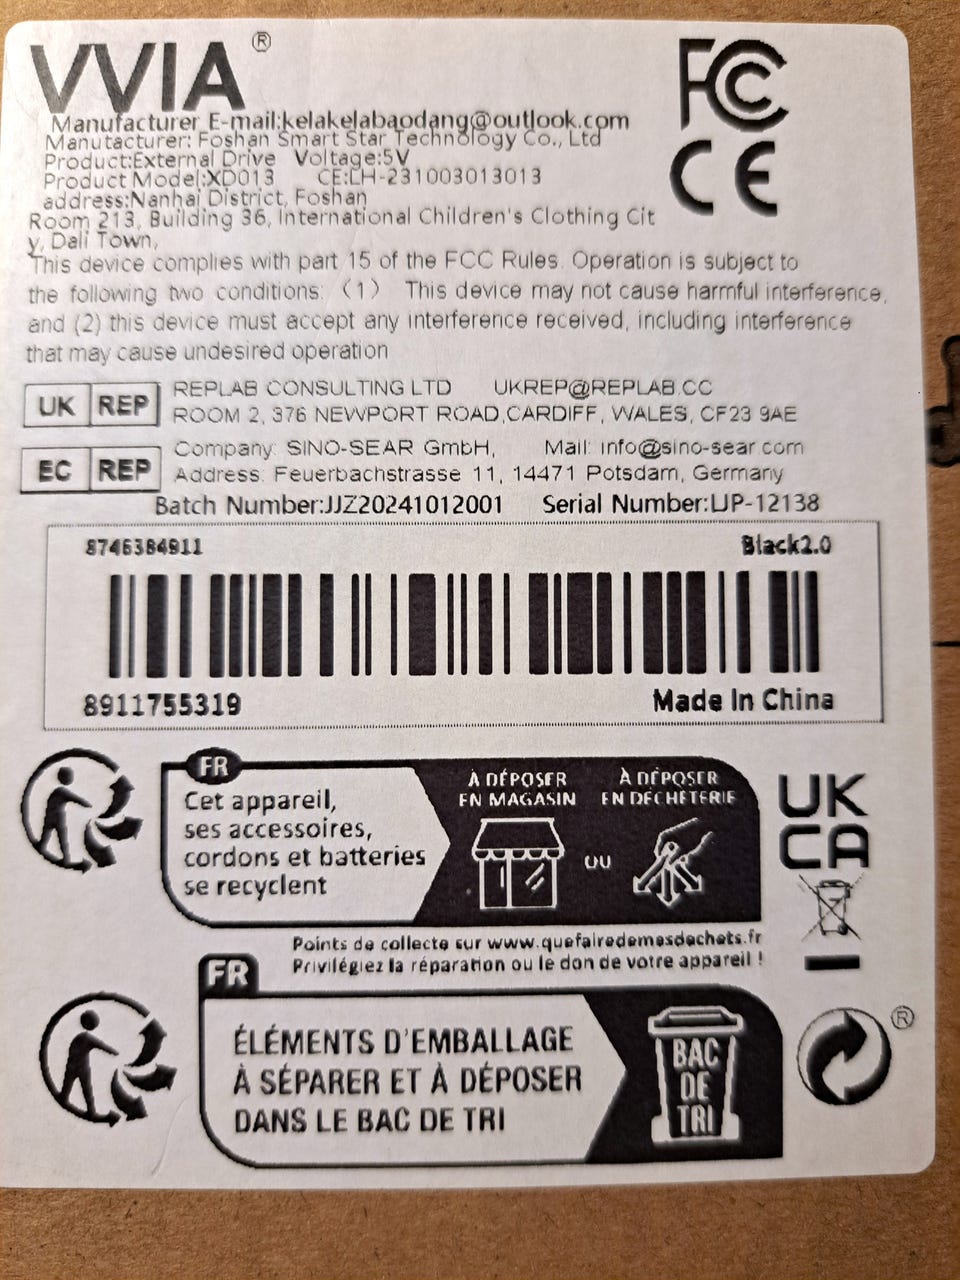 VVIA ®
FC
CE
Manufacturer E-mail:kelakelabaodang@outlook.com
Manutacturer: Foshan Smart Star Technology Co., Ltd
Product:External Drive Voltage:5V
Product Model:XD013 CE:LH-231003013013
address:Nanhai District, Foshan
Room 213, Building 36, International Children's Clothing Cit
y, Dali Town,
This device complies with part 15 of the FCC Rules. Operation is subject to
the following two conditions: (1) This device may not cause harmful interference,
and (2) this device must accept any interference received, including interference
that may cause undesired operation
UK REP REPLAB CONSULTING LTD UKREP@REPLAB.CC
ROOM 2, 376 NEWPORT ROAD,CARDIFF, WALES, CF23 9AE
EC REP Company: SINO-SEAR GmbH, Mail: info@sino-sear.com
Address: Feuerbachstrasse 11, 14471 Potsdam, Germany
Batch Number:JJZ20241012001 Serial Number:UP-12138
8746384911 Black2.0
8911755319 Made In China
FR
Cet appareil,
ses accessoires,
cordons et batteries
se recyclent
À DÉPOSER
EN MAGASIN
OU
À DÉPOSER
EN DÉCHÈTERIE
UK
CA
Points de collecte sur www.quefairedemesdechets.fr
Privilégiez la réparation ou le don de votre appareil !
FR
ÉLÉMENTS D'EMBALLAGE
À SÉPARER ET À DÉPOSER
DANS LE BAC DE TRI
BAC
DE
TRI
®